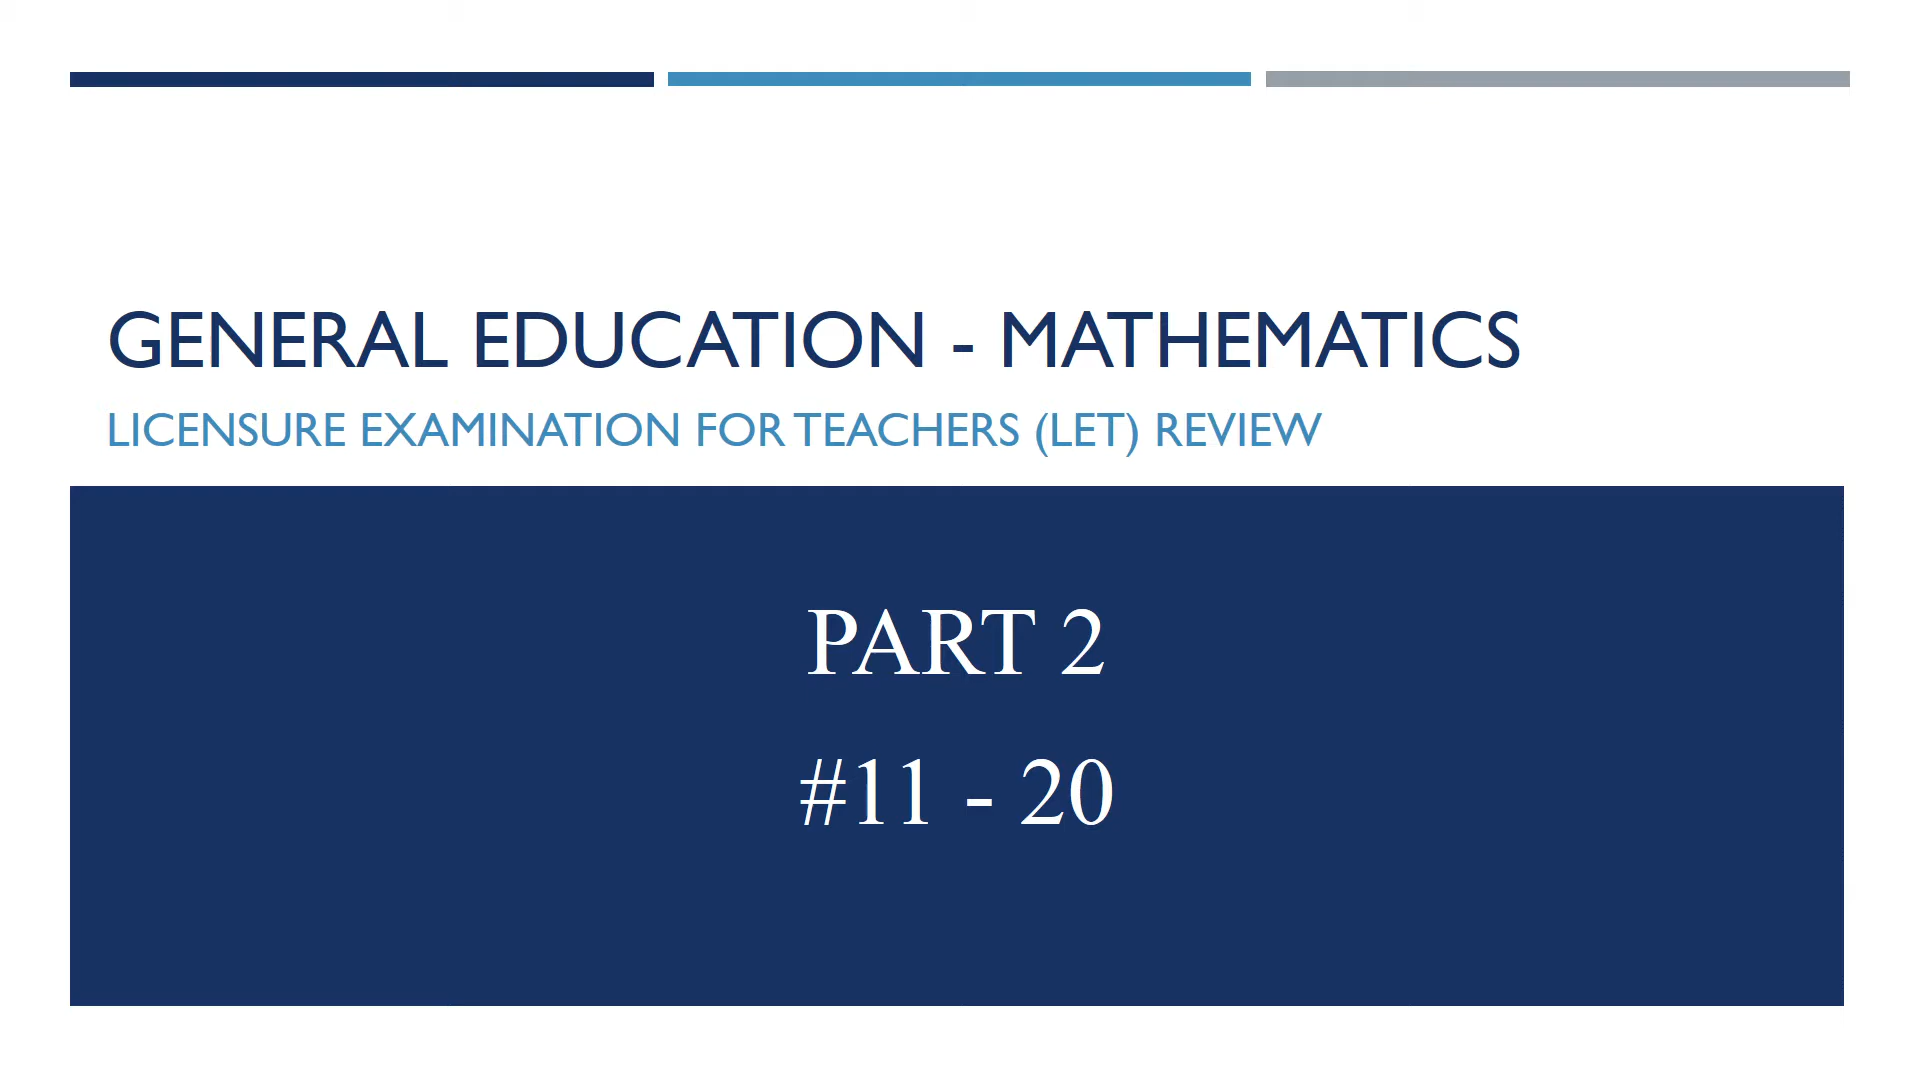 GENERAL EDUCATION - MATHEMATICS
LICENSURE EXAMINATION FOR TEACHERS (LET) REVIEW
PART 2
#11 - 20